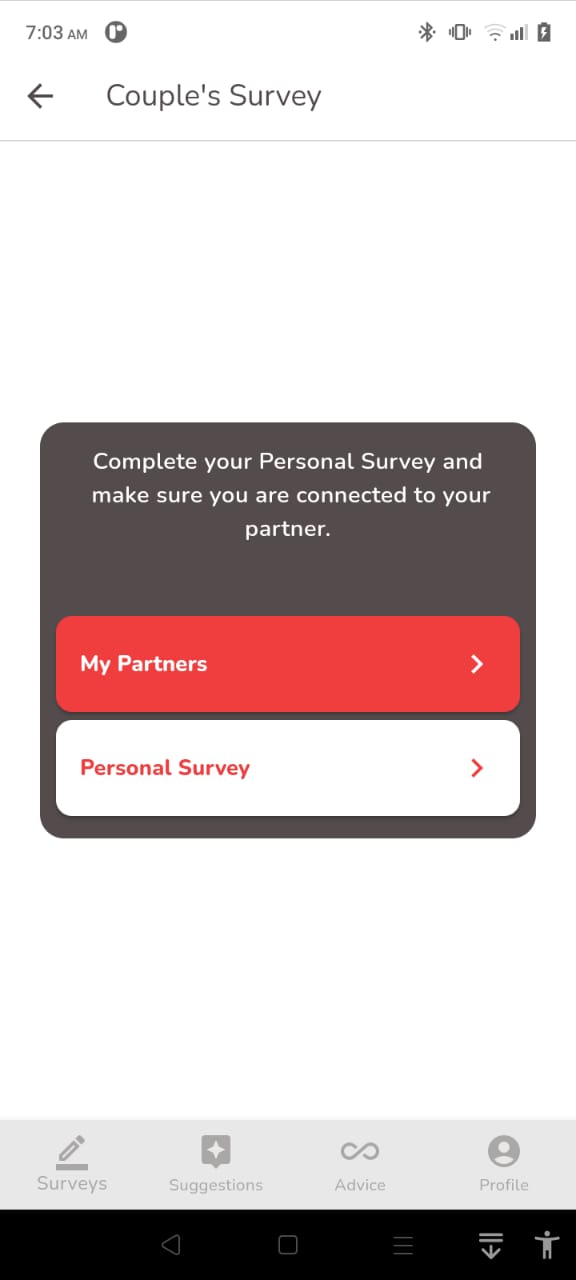 7:03 AM
Couple's Survey
Complete your Personal Survey and
make sure you are connected to your
partner.
My Partners
Personal Survey
Surveys
Suggestions
Advice
Profile